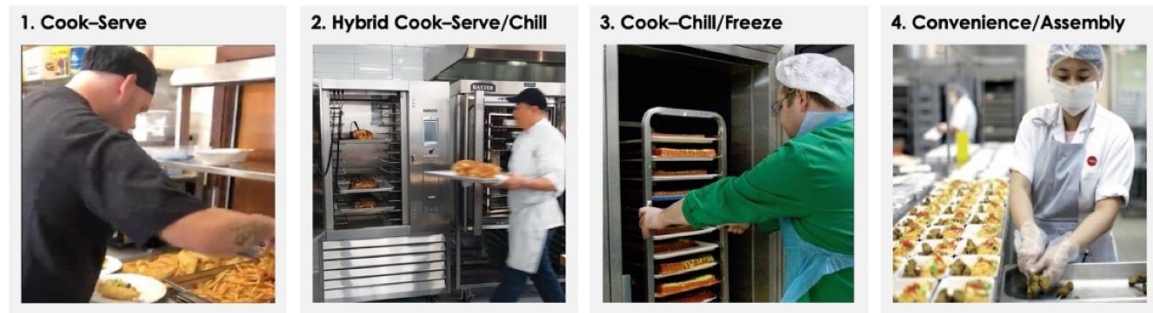 1. Cook–Serve
2. Hybrid Cook–Serve/Chill
3. Cook–Chill/Freeze
4. Convenience/Assembly
BAXTER